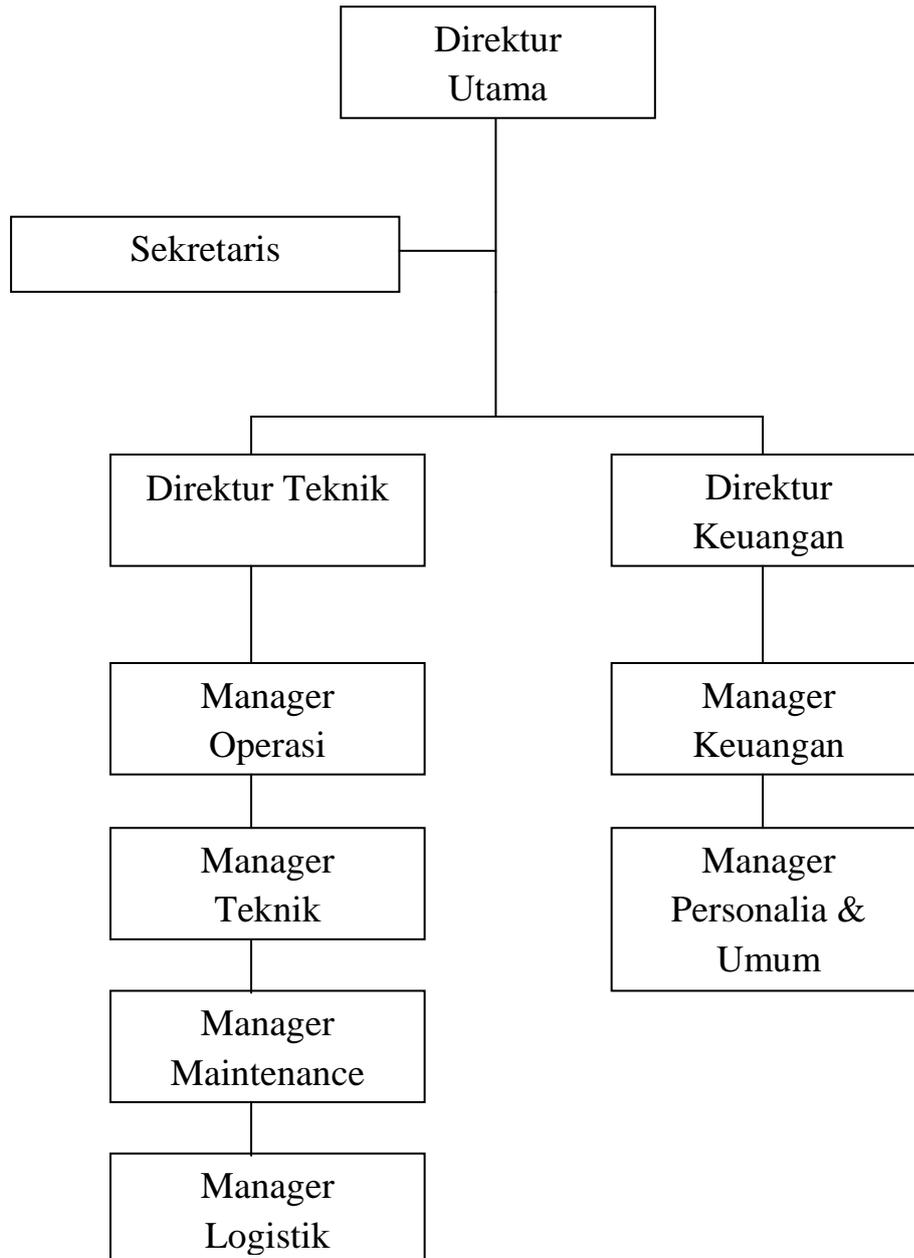 Direktur
Utama
Sekretaris
Direktur Teknik
Direktur
Keuangan
Manager
Operasi
Manager
Keuangan
Manager
Teknik
Manager
Personalia &
Umum
Manager
Maintenance
Manager
Logistik